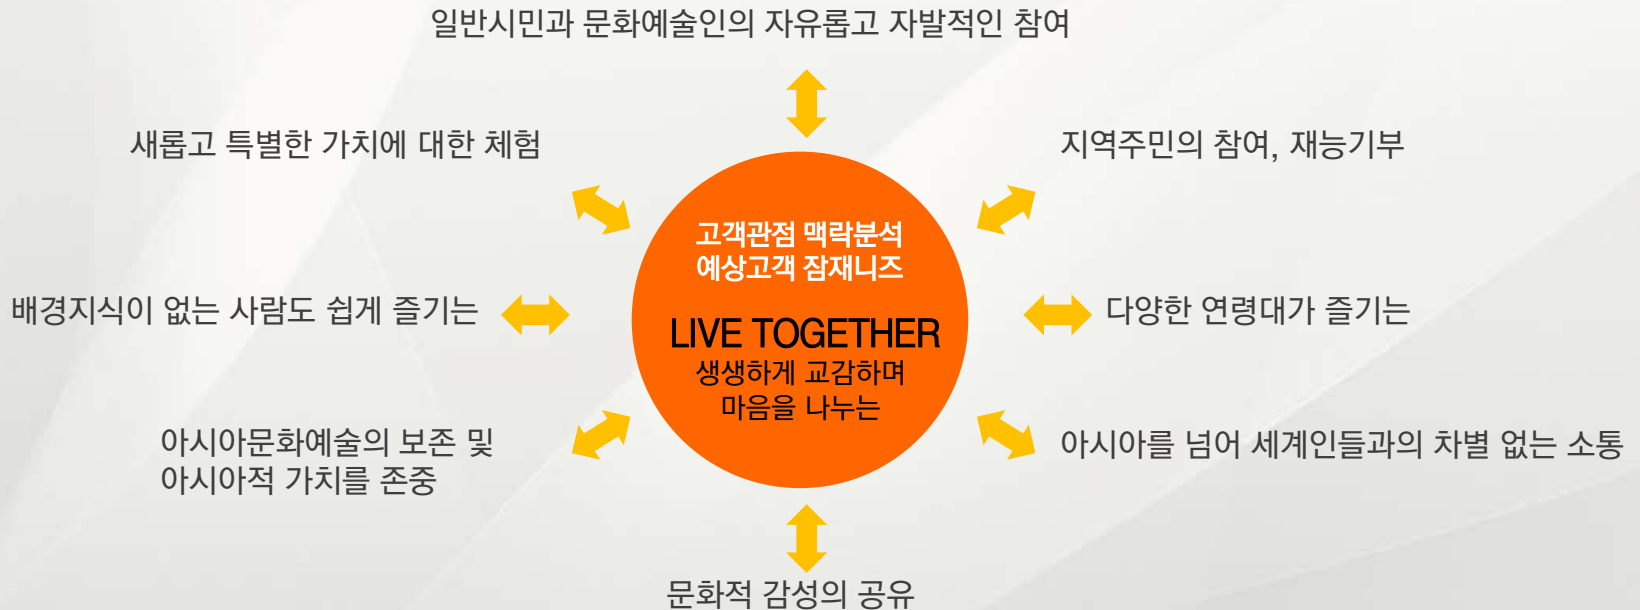 일반시민과 문화예술인의 자유롭고 자발적인 참여
새롭고 특별한 가치에 대한 체험
지역주민의 참여, 재능기부
고객관점 맥락분석
예상고객 잠재니즈
배경지식이 없는 사람도 쉽게 즐기는
다양한 연령대가 즐기는
LIVE TOGETHER
생생하게 교감하며
마음을 나누는
아시아문화예술의 보존 및
아시아적 가치를 존중
아시아를 넘어 세계인들과의 차별 없는 소통
문화적 감성의 공유